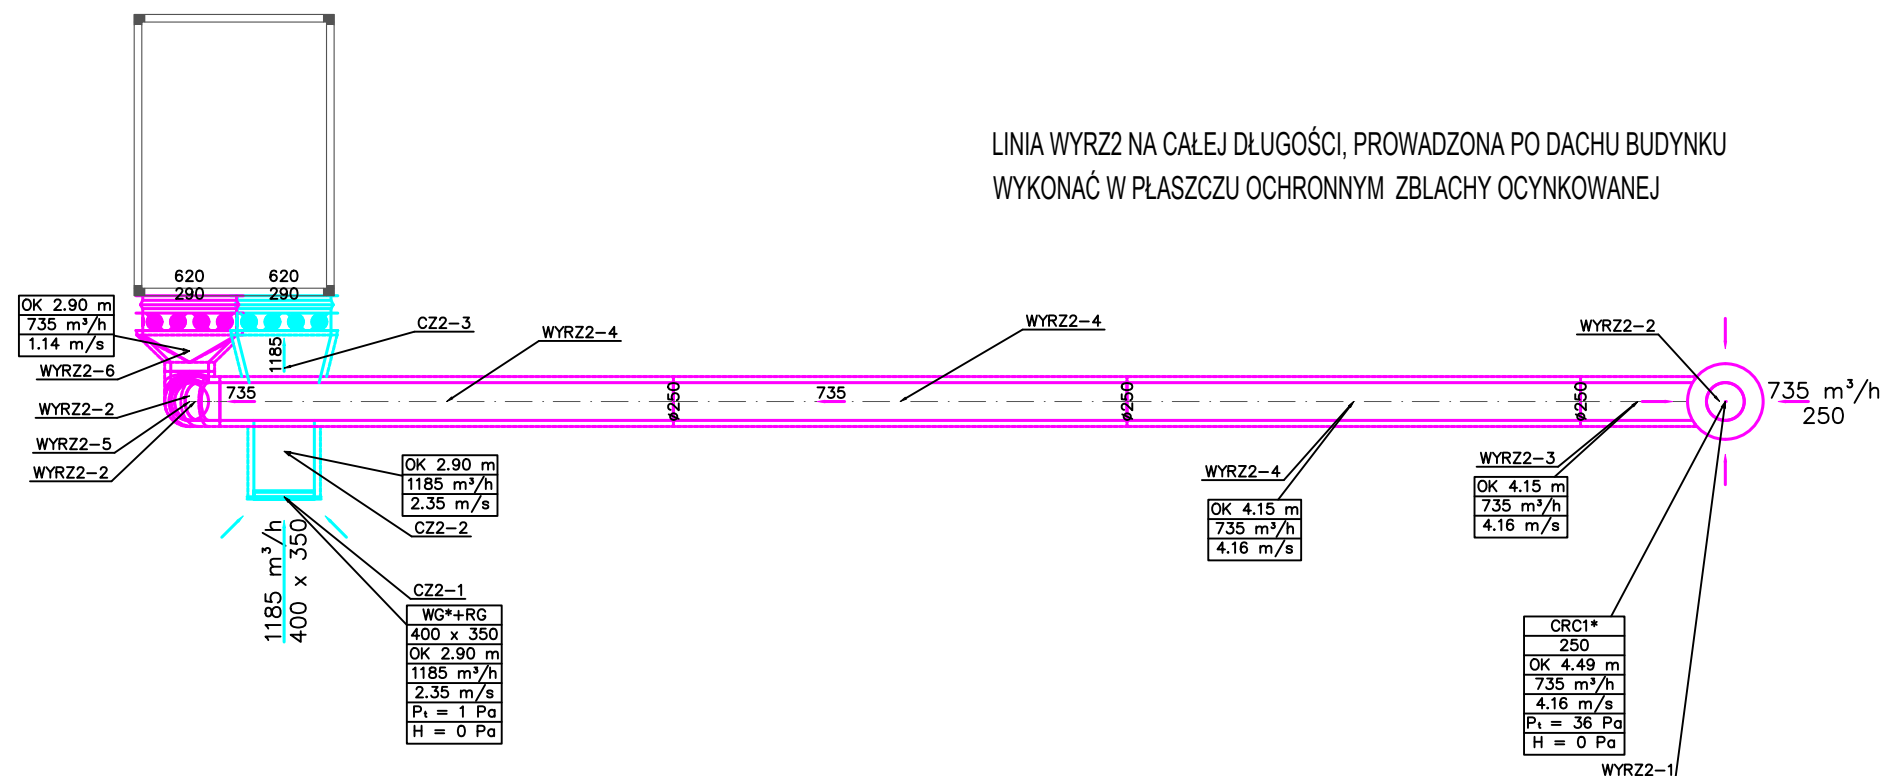 LINIA WYRZ2 NA CAŁEJ DŁUGOŚCI, PROWADZONA PO DACHU BUDYNKU
WYKONAĆ W PŁASZCZU OCHRONNYM ZBLACHY OCYNKOWANEJ
620
290
620
290
OK 2.90 m
735 m³/h
1.14 m/s
WYRZ2-6
WYRZ2-2
WYRZ2-5
WYRZ2-2
1185
CZ2-3
WYRZ2-4
WYRZ2-4
WYRZ2-2
735
ø250
735
ø250
ø250
735 m³/h
250
OK 2.90 m
1185 m³/h
2.35 m/s
CZ2-2
1185 m³/h
400 x 350
CZ2-1
WG*+RG
400 x 350
OK 2.90 m
1185 m³/h
2.35 m/s
Pₜ = 1 Pa
H = 0 Pa
WYRZ2-4
OK 4.15 m
735 m³/h
4.16 m/s
WYRZ2-3
OK 4.15 m
735 m³/h
4.16 m/s
CRC1*
250
OK 4.49 m
735 m³/h
4.16 m/s
Pₜ = 36 Pa
H = 0 Pa
WYRZ2-1